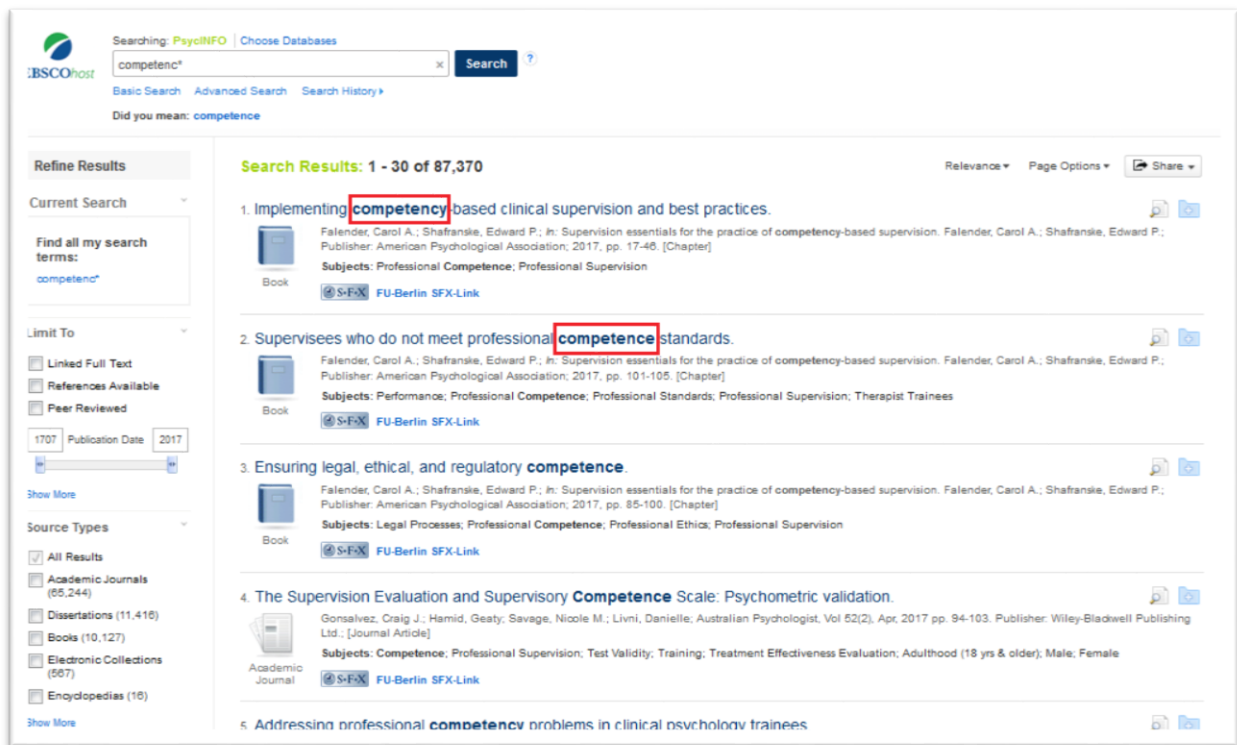 Searching: PsycINFO | Choose Databases
EBSCOhost
competenc* × Search ?
Basic Search Advanced Search Search History
Did you mean: competence
Refine Results
Current Search
Find all my search
terms:
competenc*
Limit To
Linked Full Text
References Available
Peer Reviewed
1707 Publication Date 2017
Show More
Source Types
All Results
Academic Journals
(65,244)
Dissertations (11,416)
Books (10,127)
Electronic Collections
(567)
Encyclopedias (16)
Show More
Search Results: 1 - 30 of 87,370
Relevance Page Options Share
1. Implementing competency-based clinical supervision and best practices.
Falender, Carol A.; Shafranske, Edward P.; In: Supervision essentials for the practice of competency-based supervision. Falender, Carol A.; Shafranske, Edward P.;
Publisher: American Psychological Association; 2017, pp. 17-46. [Chapter]
Subjects: Professional Competence; Professional Supervision
Book
S·F·X FU-Berlin SFX-Link
2. Supervisees who do not meet professional competence standards.
Falender, Carol A.; Shafranske, Edward P.; In: Supervision essentials for the practice of competency-based supervision. Falender, Carol A.; Shafranske, Edward P.;
Publisher: American Psychological Association; 2017, pp. 101-105. [Chapter]
Subjects: Performance; Professional Competence; Professional Standards; Professional Supervision; Therapist Trainees
Book
S·F·X FU-Berlin SFX-Link
3. Ensuring legal, ethical, and regulatory competence.
Falender, Carol A.; Shafranske, Edward P.; In: Supervision essentials for the practice of competency-based supervision. Falender, Carol A.; Shafranske, Edward P.;
Publisher: American Psychological Association; 2017, pp. 85-100. [Chapter]
Subjects: Legal Processes; Professional Competence; Professional Ethics; Professional Supervision
Book
S·F·X FU-Berlin SFX-Link
4. The Supervision Evaluation and Supervisory Competence Scale: Psychometric validation.
Gonsalvez, Craig J.; Hamid, Geaty; Savage, Nicole M.; Livni, Danielle; Australian Psychologist, Vol 52(2), Apr, 2017 pp. 94-103. Publisher: Wiley-Blackwell Publishing
Ltd.; [Journal Article]
Subjects: Competence; Professional Supervision; Test Validity; Training; Treatment Effectiveness Evaluation; Adulthood (18 yrs & older); Male; Female
Academic
Journal
S·F·X FU-Berlin SFX-Link
5. Addressing professional competency problems in clinical psychology trainees